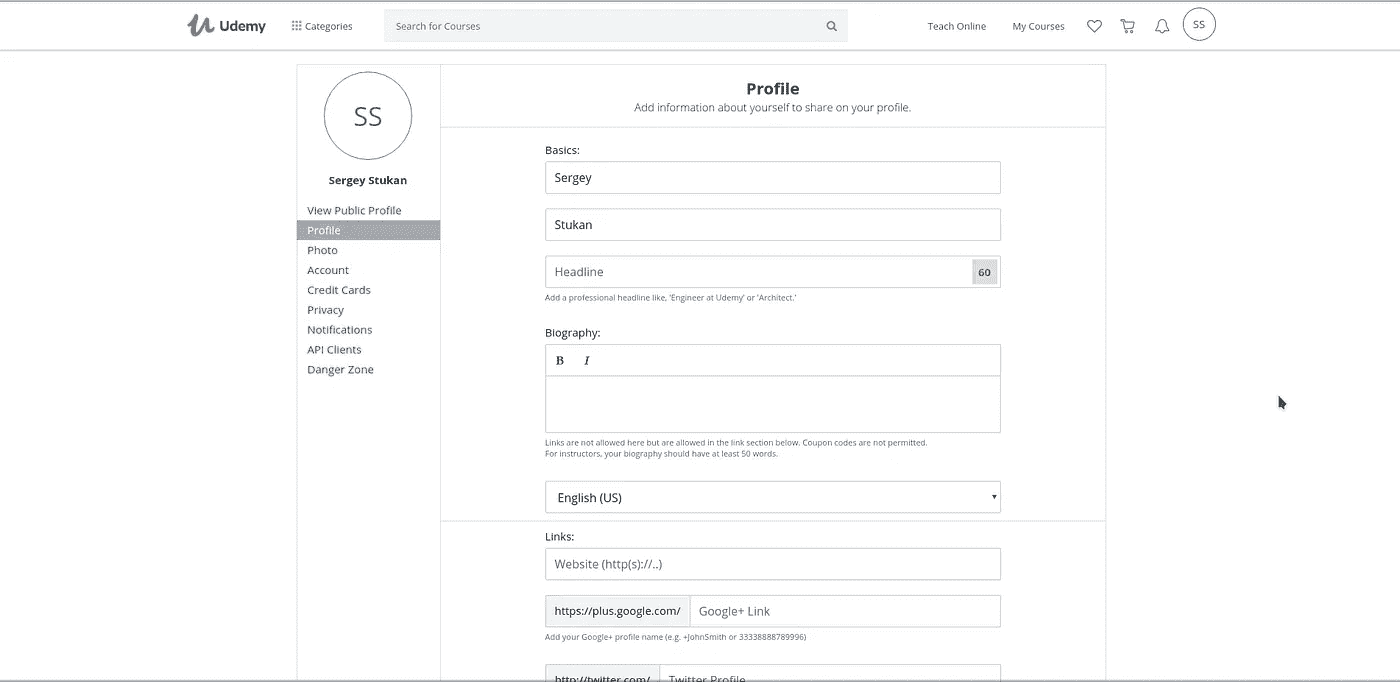 Udemy
Categories
Search for Courses
Teach Online
My Courses
SS
SS
Sergey Stukan
View Public Profile
Profile
Photo
Account
Credit Cards
Privacy
Notifications
API Clients
Danger Zone
Profile
Add information about yourself to share on your profile.
Basics:
Sergey
Stukan
Headline
60
Add a professional headline like, 'Engineer at Udemy' or 'Architect.'
Biography:
B I
Links are not allowed here but are allowed in the link section below. Coupon codes are not permitted.
For instructors, your biography should have at least 50 words.
English (US)
Links:
Website (http(s)://..)
https://plus.google.com/ Google+ Link
Add your Google+ profile name (e.g. +JohnSmith or 33338888789996)
http://twitter.com/ Twitter Profile